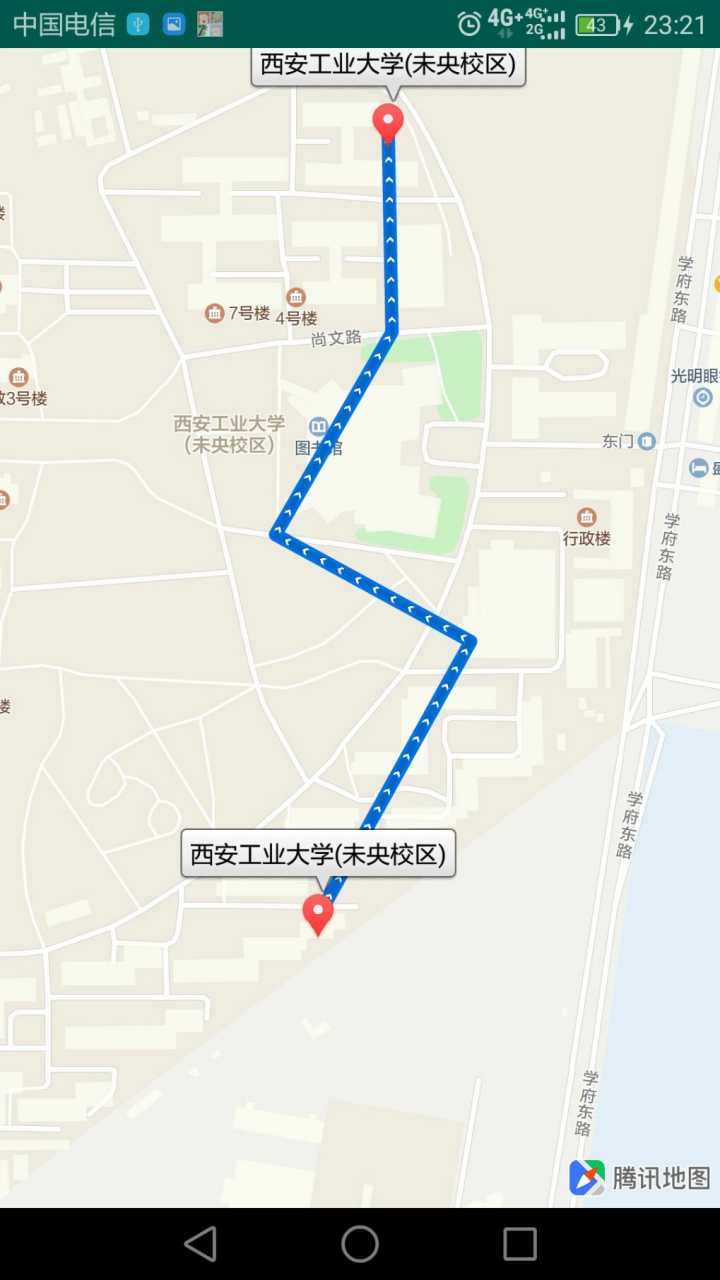 中国电信
4G+ 4G+ 2G 43 23:21
西安工业大学(未央校区)
学府东路
7号楼
4号楼
尚文路
光明眼
3号楼
西安工业大学
(未央校区)
图书馆
东门
学府东路
行政楼
楼
学府东路
西安工业大学(未央校区)
学府东路
腾讯地图